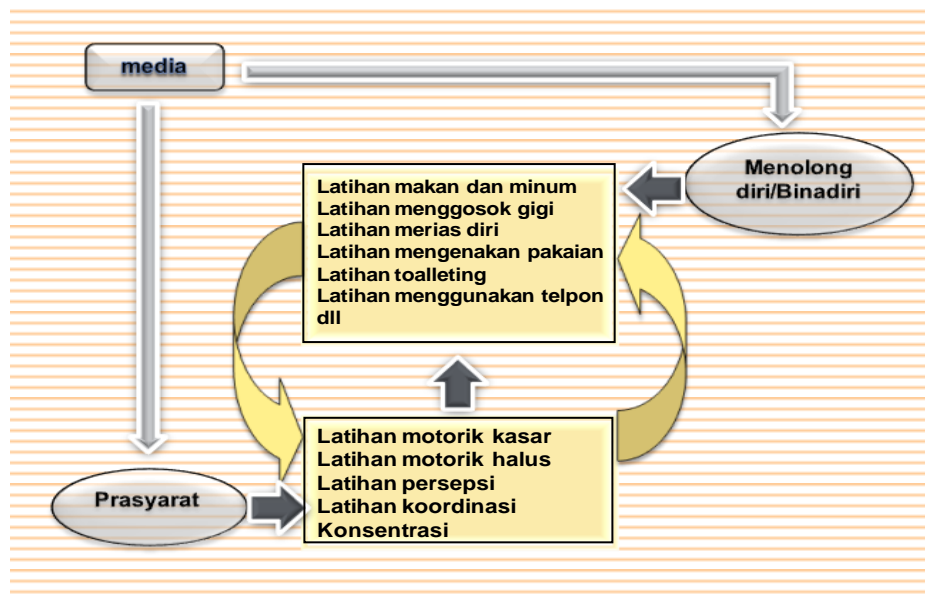 media
Menolong
diri/Binadiri
Latihan makan dan minum
Latihan menggosok gigi
Latihan merias diri
Latihan mengenakan pakaian
Latihan toalleting
Latihan menggunakan telpon
dll
Latihan motorik kasar
Latihan motorik halus
Latihan persepsi
Latihan koordinasi
Konsentrasi
Prasyarat